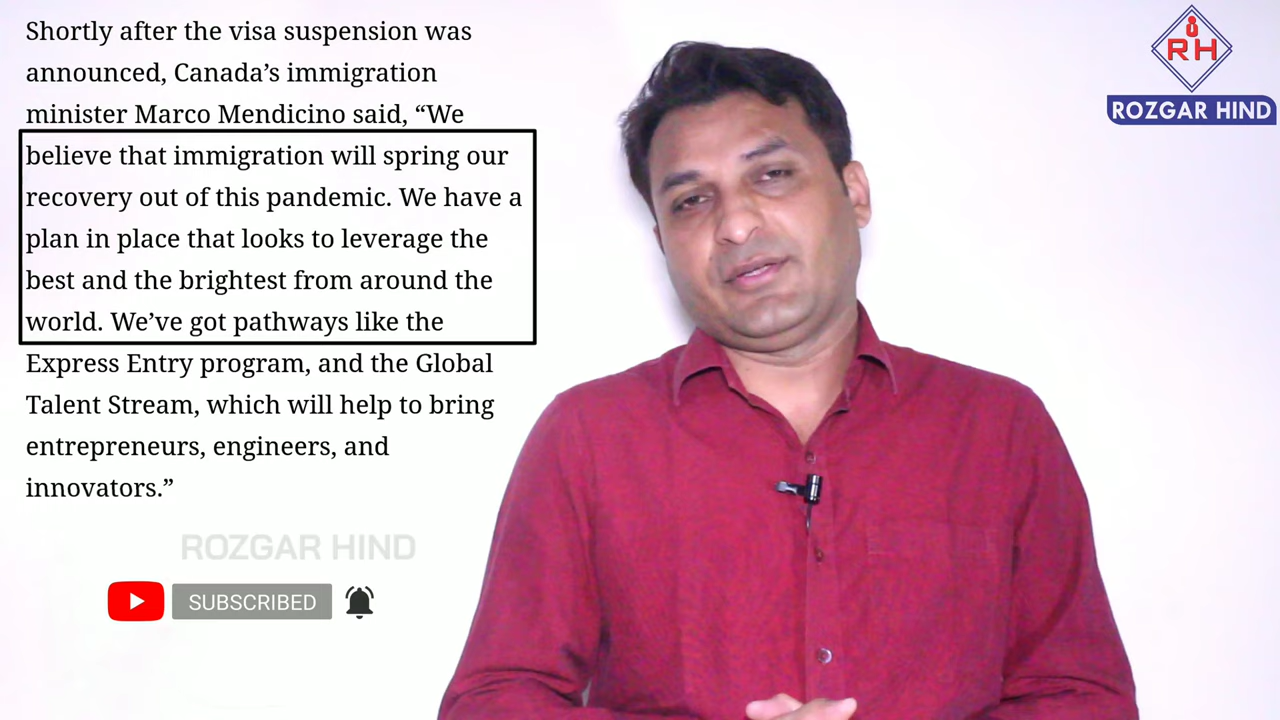 Shortly after the visa suspension was
announced, Canada’s immigration
minister Marco Mendicino said, “We
believe that immigration will spring our
recovery out of this pandemic. We have a
plan in place that looks to leverage the
best and the brightest from around the
world. We’ve got pathways like the
Express Entry program, and the Global
Talent Stream, which will help to bring
entrepreneurs, engineers, and
innovators.”
ROZGAR HIND
SUBSCRIBED
RH
ROZGAR HIND